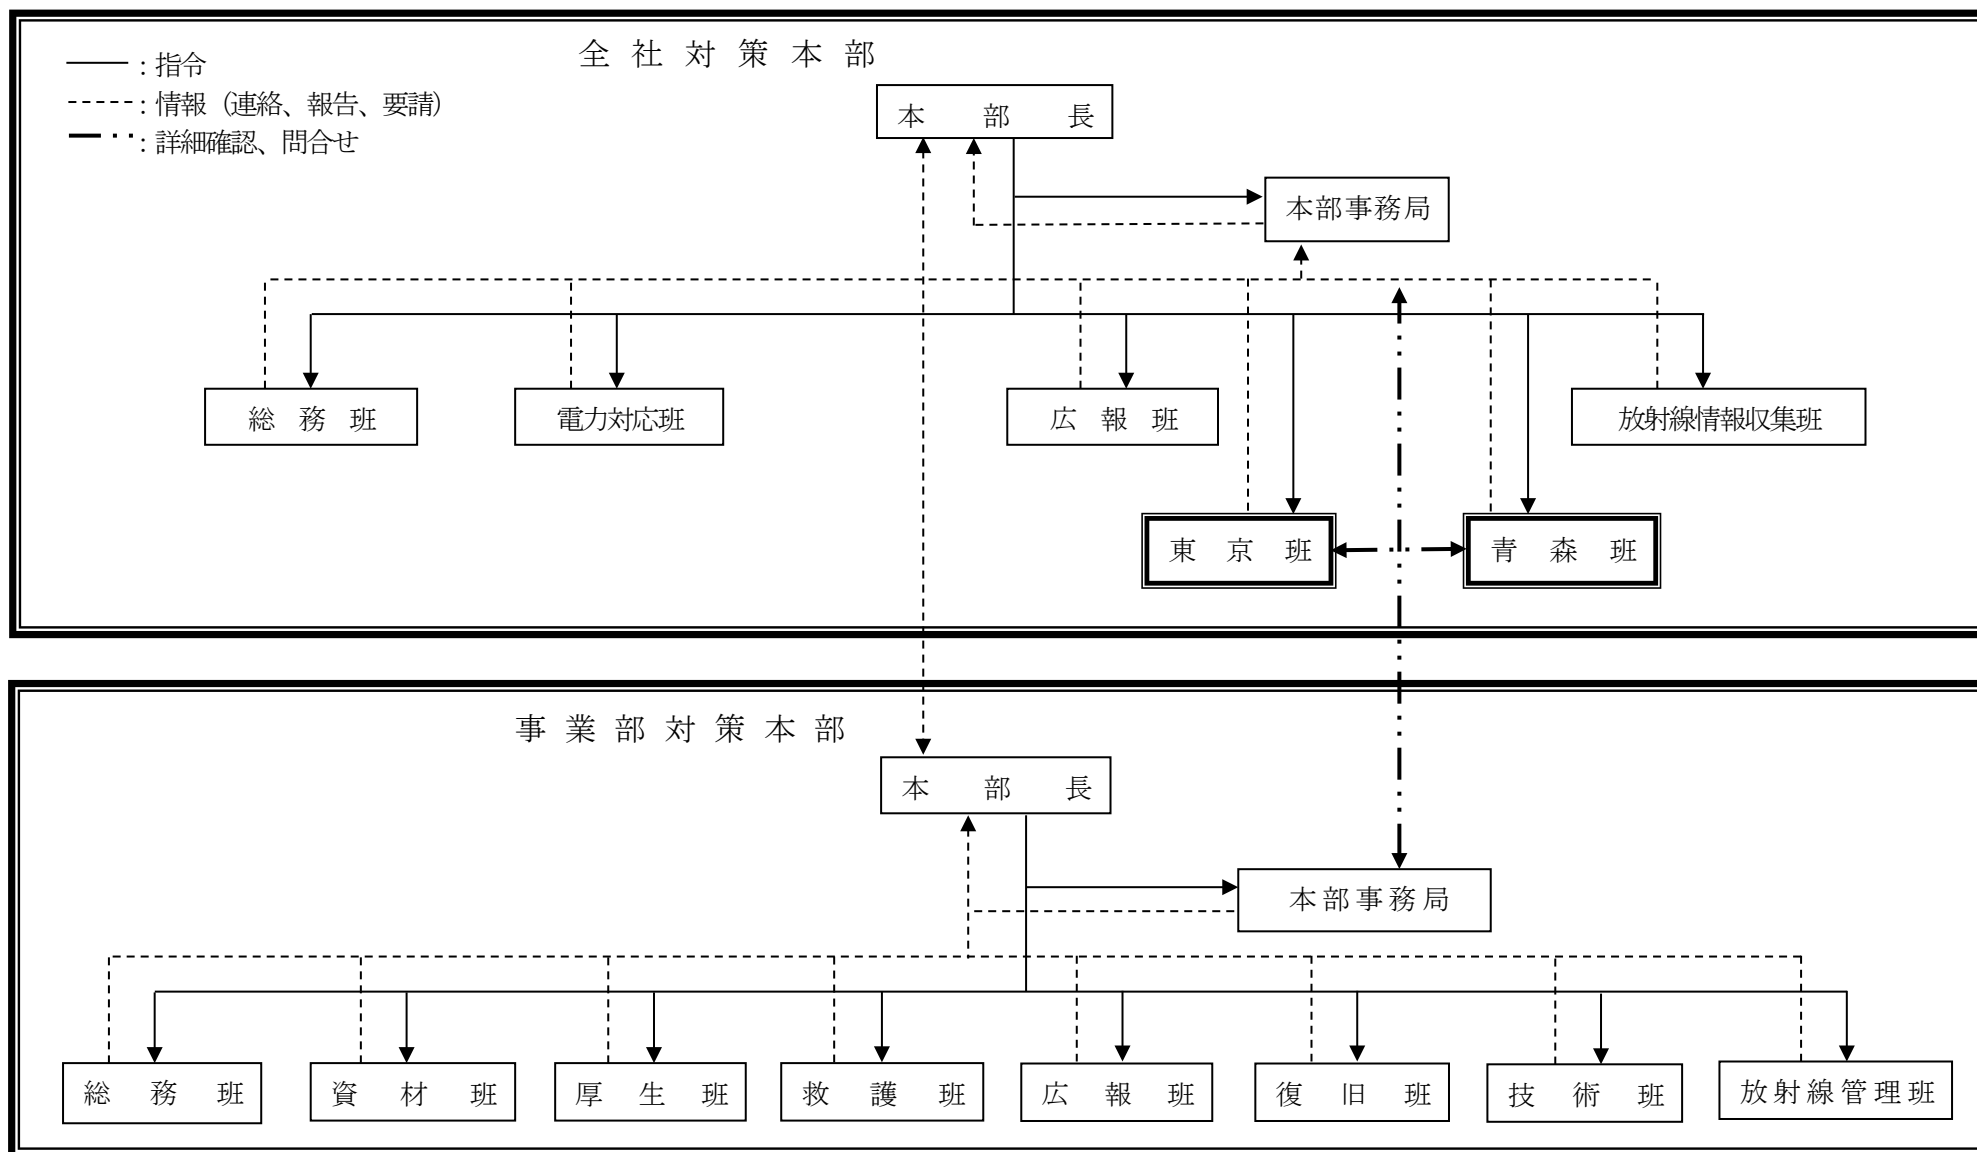 全社対策本部
：指令
：情報（連絡、報告、要請）
：詳細確認、問合せ
本部長
本部事務局
総務班
電力対応班
広報班
放射線情報収集班
東京班
青森班
事業部対策本部
本部長
本部事務局
総務班
資材班
厚生班
救護班
広報班
復旧班
技術班
放射線管理班